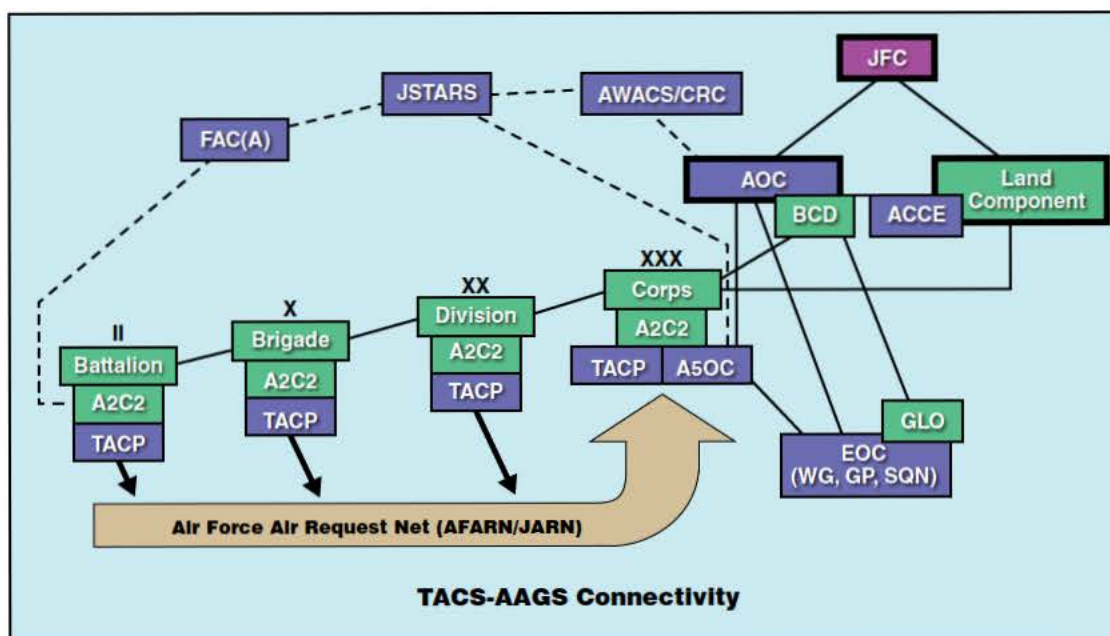 JFC
JSTARS
AWACS/CRC
FAC(A)
AOC
Land
Component
BCD
ACCE
XXX
Corps
A2C2
TACP
A5OC
XX
Division
A2C2
TACP
X
Brigade
A2C2
TACP
II
Battalion
A2C2
TACP
GLO
EOC
(WG, GP, SQN)
Air Force Air Request Net (AFARN/JARN)
TACS-AAGS Connectivity